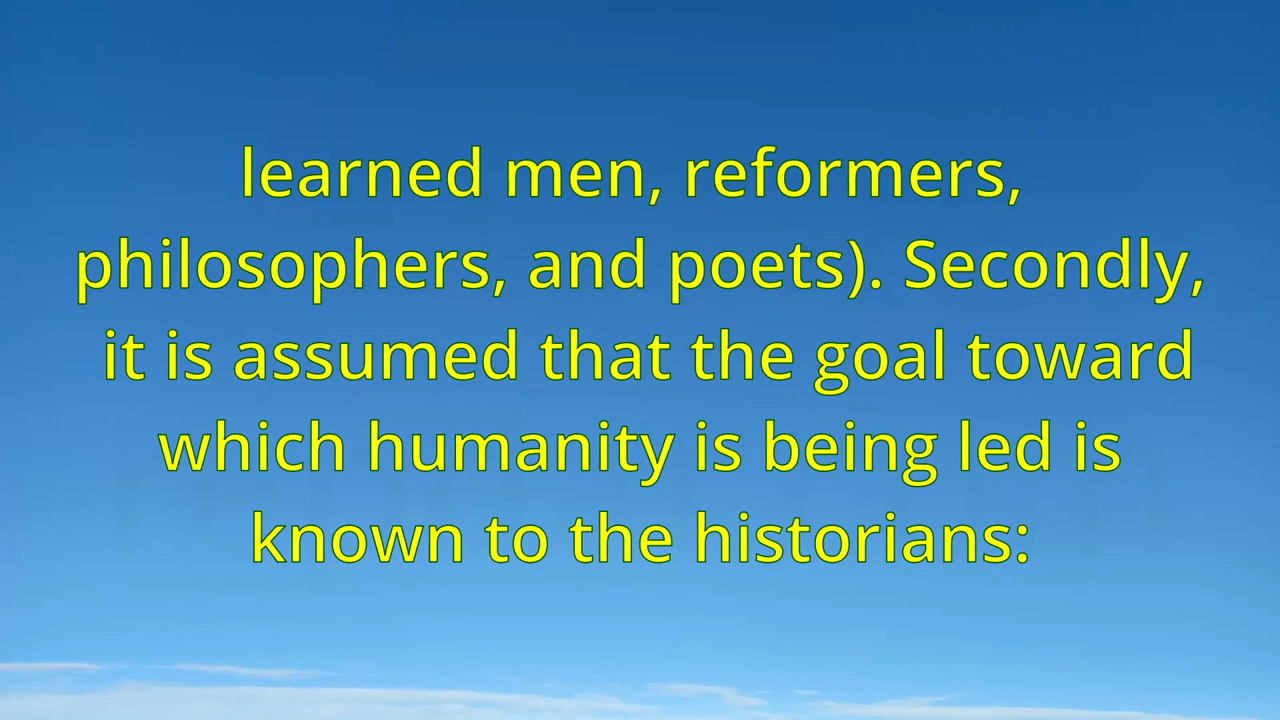 learned men, reformers,
philosophers, and poets). Secondly,
it is assumed that the goal toward
which humanity is being led is
known to the historians: